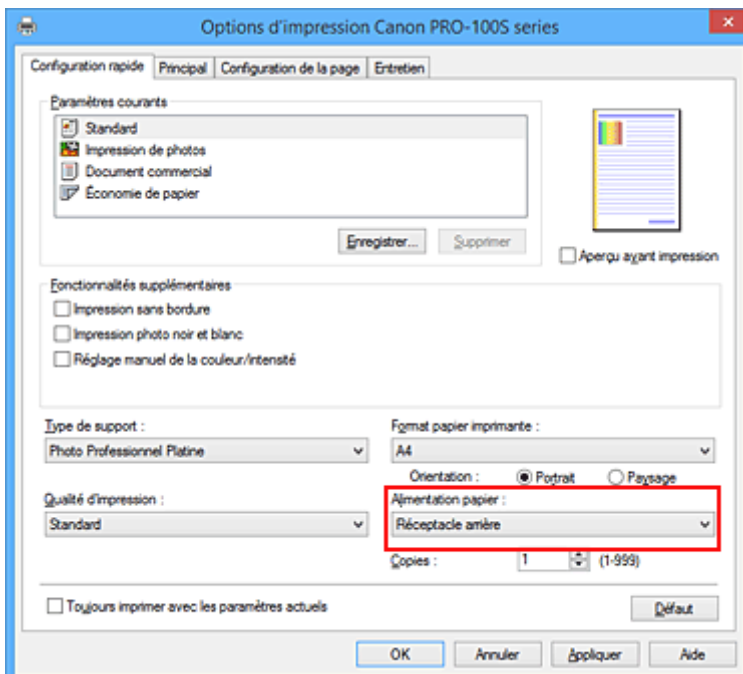 Options d'impression Canon PRO-100S series
Configuration rapide Principal Configuration de la page Entretien
Paramètres courants
Standard
Impression de photos
Document commercial
Économie de papier
Enregistrer... Supprimer
Aperçu avant impression
Fonctionnalités supplémentaires
Impression sans bordure
Impression photo noir et blanc
Réglage manuel de la couleur/intensité
Type de support : Format papier imprimante :
Photo Professionnel Platine A4
Orientation : Portrait Paysage
Qualité d'impression : Alimentation papier :
Standard Réceptacle arrière
Copies : 1 (1-999)
Toujours imprimer avec les paramètres actuels Défaut
OK Annuler Appliquer Aide